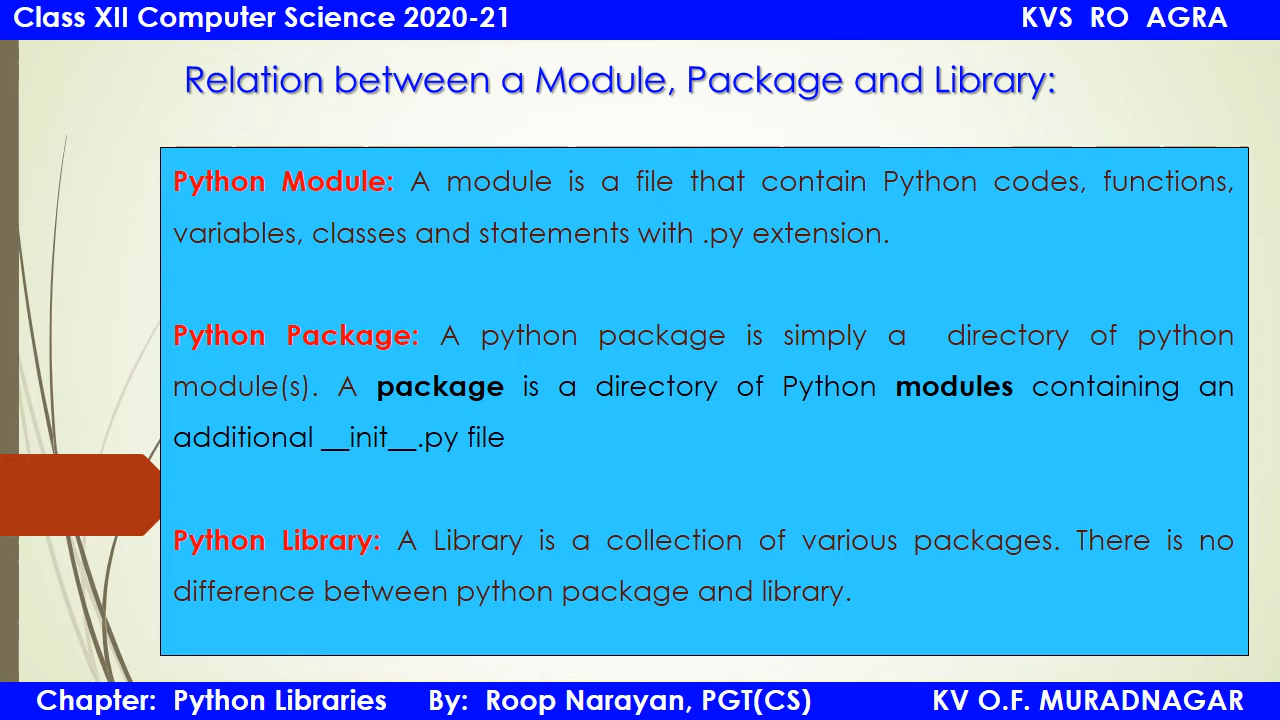 Class XII Computer Science 2020-21 KVS RO AGRA
Relation between a Module, Package and Library:
Python Module: A module is a file that contain Python codes, functions,
variables, classes and statements with .py extension.
Python Package: A python package is simply a directory of python
module(s). A package is a directory of Python modules containing an
additional __init__.py file
Python Library: A Library is a collection of various packages. There is no
difference between python package and library.
Chapter: Python Libraries By: Roop Narayan, PGT(CS) KV O.F. MURADNAGAR